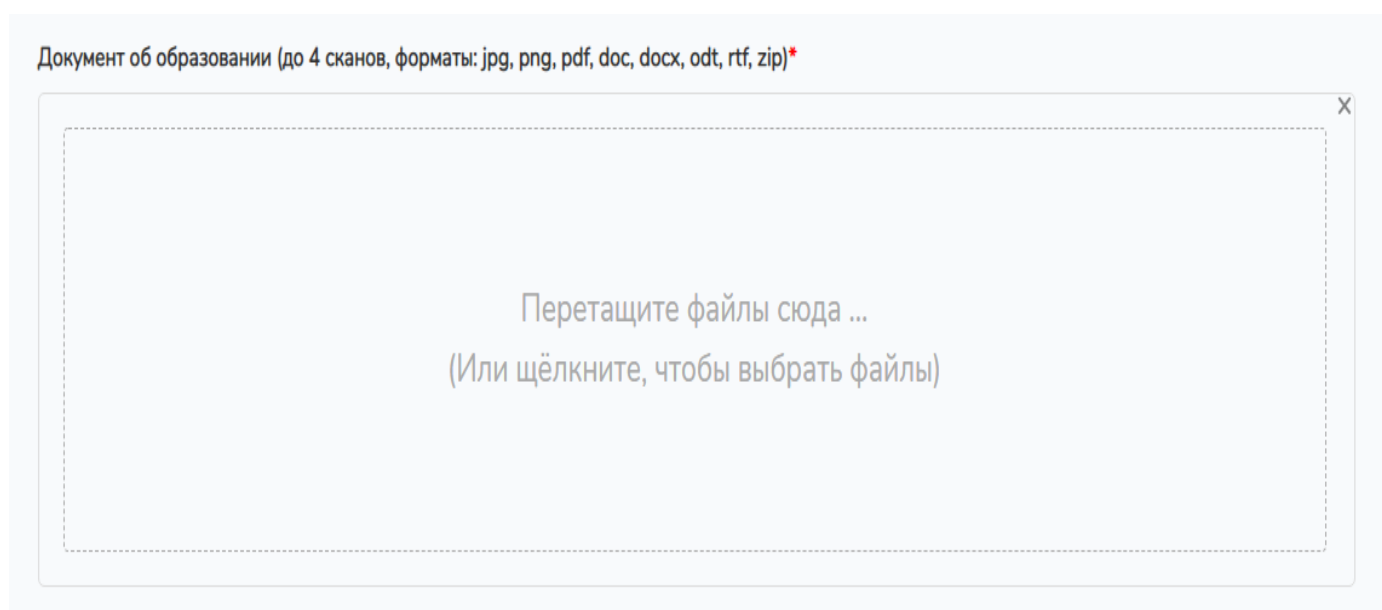 Документ об образовании (до 4 сканов, форматы: jpg, png, pdf, doc, docx, odt, rtf, zip)*
X
Перетащите файлы сюда ...
(Или щёлкните, чтобы выбрать файлы)